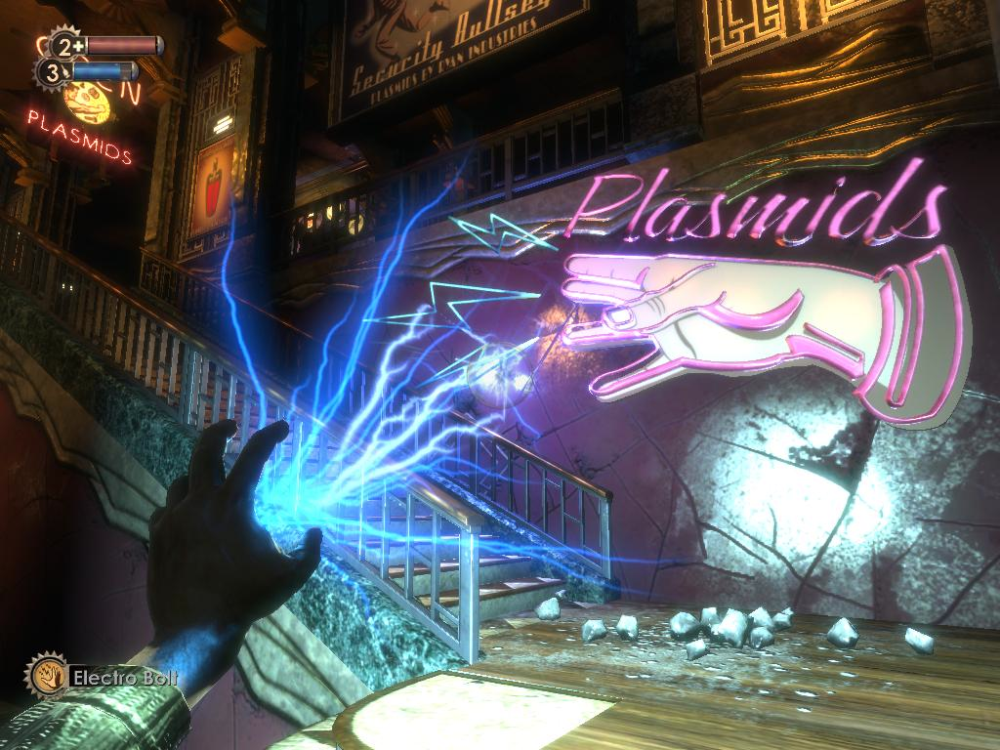 2+
3
PLASMIDS
Security Bullseye
PLASMIDS BY RYAN INDUSTRIES
Plasmids
Electro Bolt